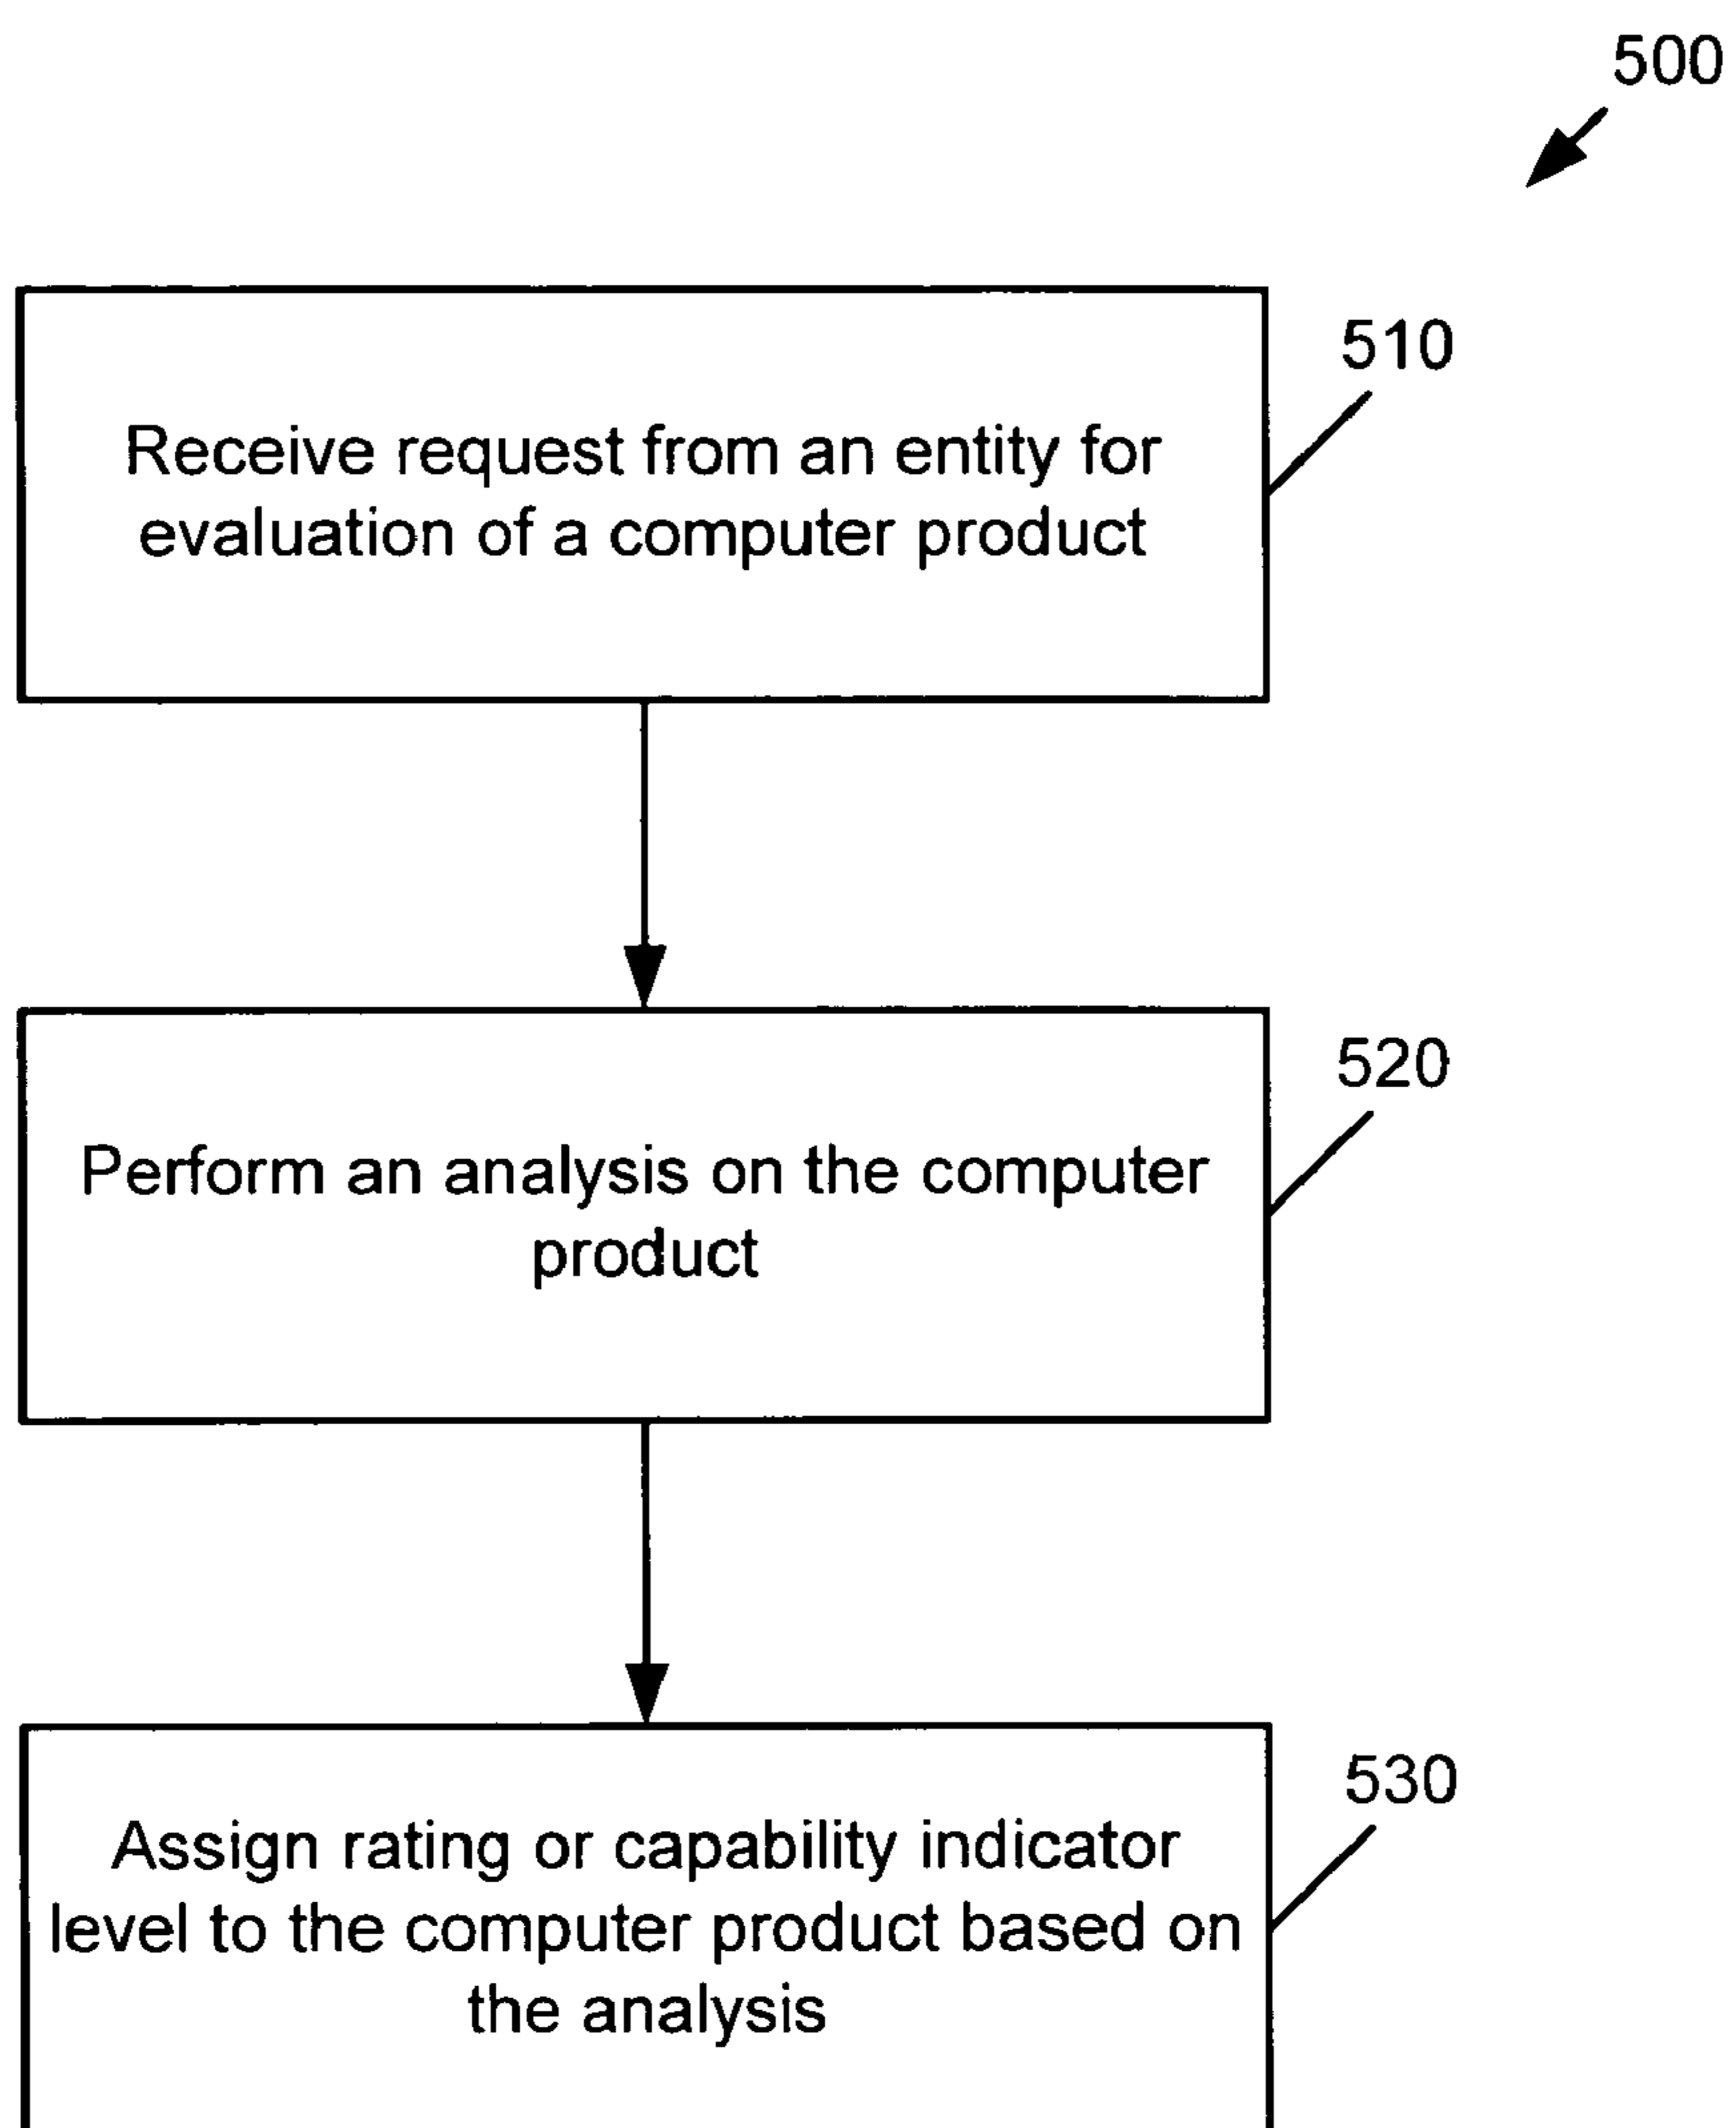 500
510
Receive request from an entity for
evaluation of a computer product
520
Perform an analysis on the computer
product
530
Assign rating or capability indicator
level to the computer product based on
the analysis